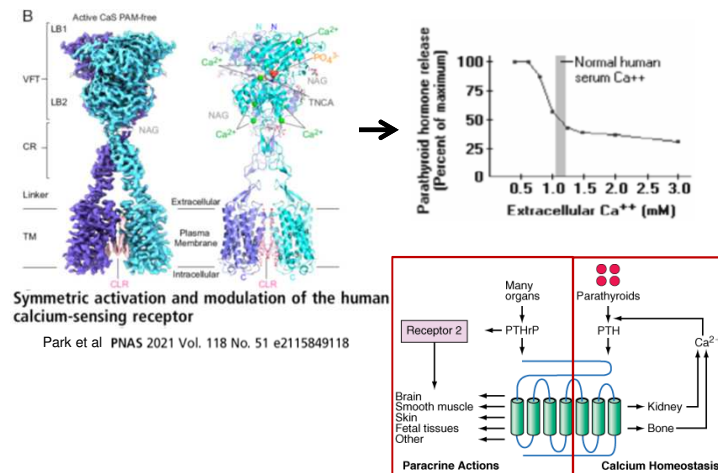 B
Active CaS PAM-free
LB1
VFT
LB2
NAG
CR
Linker
TM
CLR
N N
Ca²⁺
Ca²⁺
PO₄³⁻
NAG
TNCA
NAG
Ca²⁺
Ca²⁺
Extracellular
Plasma
Membrane
Intracellular
C C
CLR
Symmetric activation and modulation of the human
calcium-sensing receptor
Park et al PNAS 2021 Vol. 118 No. 51 e2115849118
Parathyroid hormone release
(Percent of maximum)
100
75
50
25
0
Normal human
serum Ca++
0.5 1.0 1.5 2.0 2.5 3.0
Extracellular Ca⁺⁺ (mM)
Many
organs
PTHrP
Receptor 2
Brain
Smooth muscle
Skin
Fetal tissues
Other
Paracrine Actions
Parathyroids
PTH
Kidney
Bone
Calcium Homeostasis